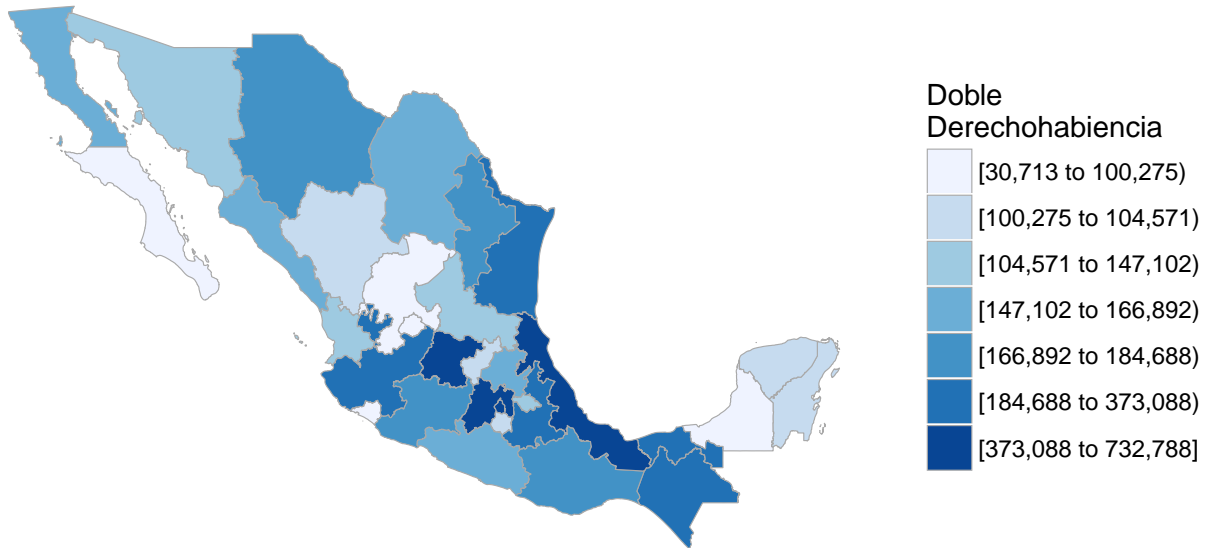 Doble
Derechohabiencia
[30,713 to 100,275)
[100,275 to 104,571)
[104,571 to 147,102)
[147,102 to 166,892)
[166,892 to 184,688)
[184,688 to 373,088)
[373,088 to 732,788]